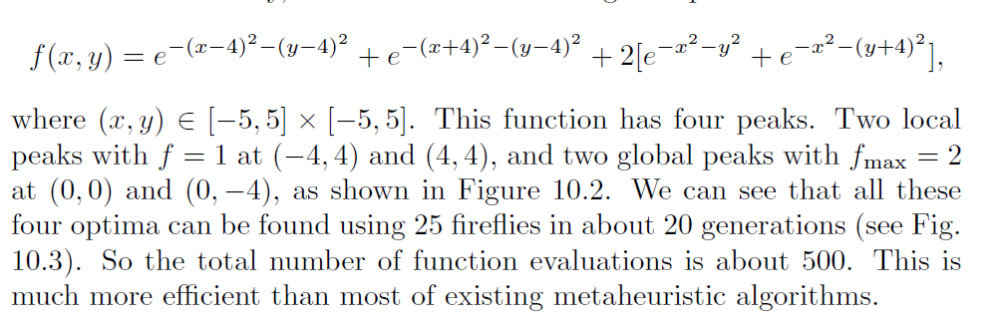 f(x, y) = e^{−(x−4)²−(y−4)²} + e^{−(x+4)²−(y−4)²} + 2[e^{−x²−y²} + e^{−x²−(y+4)²}],
where (x, y) ∈ [−5, 5] × [−5, 5]. This function has four peaks. Two local
peaks with f = 1 at (−4, 4) and (4, 4), and two global peaks with f_{max} = 2
at (0, 0) and (0, −4), as shown in Figure 10.2. We can see that all these
four optima can be found using 25 fireflies in about 20 generations (see Fig.
10.3). So the total number of function evaluations is about 500. This is
much more efficient than most of existing metaheuristic algorithms.